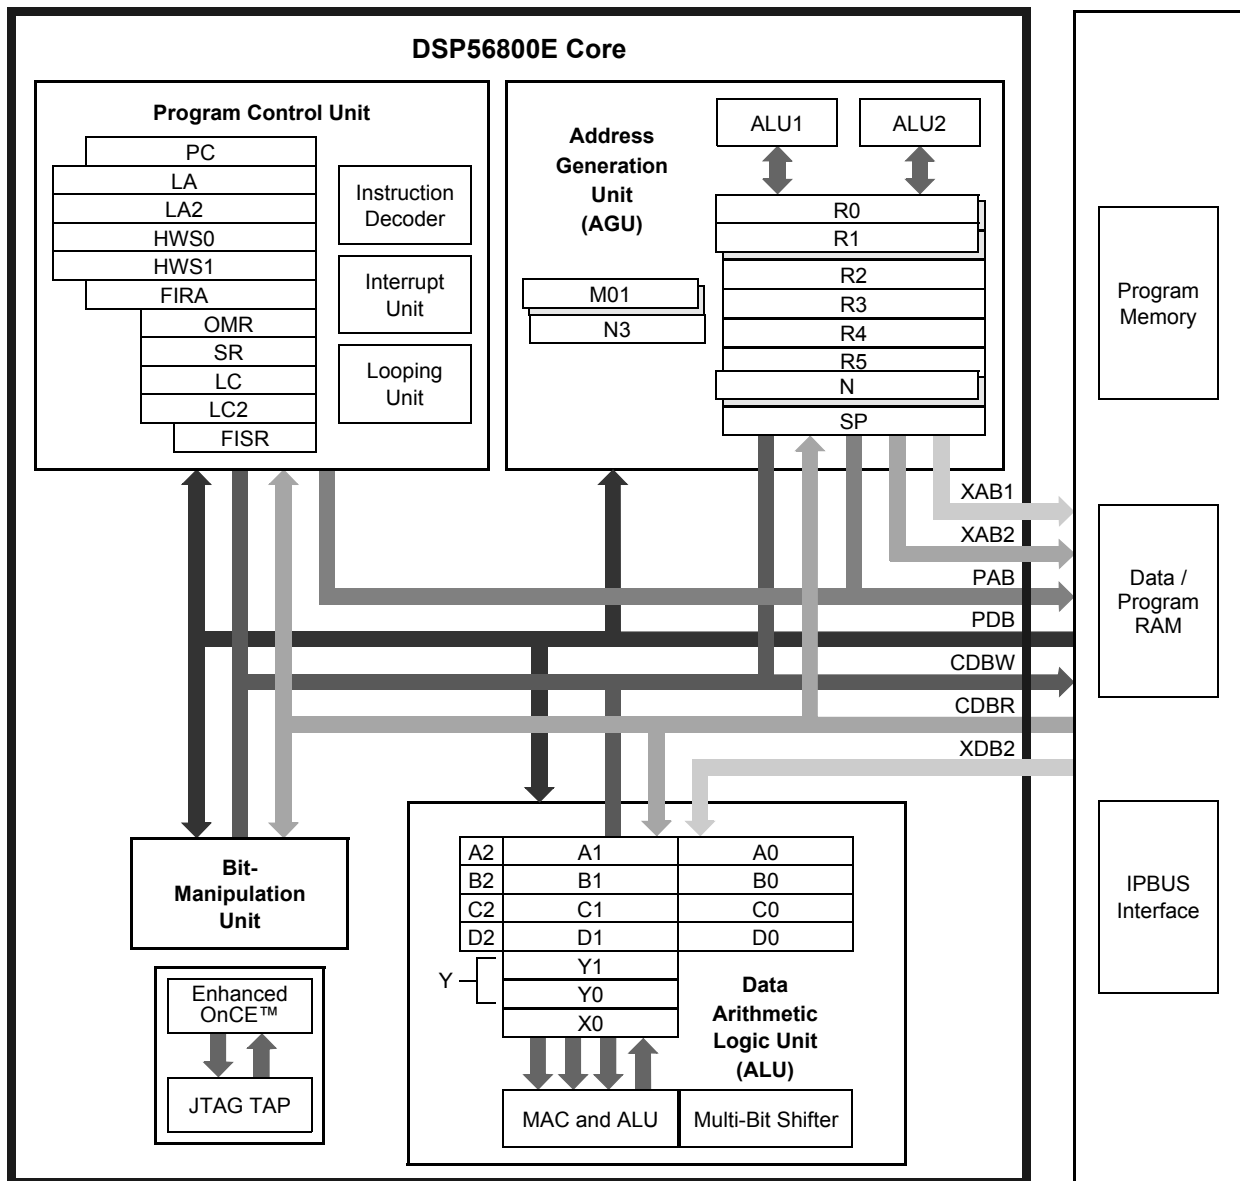 DSP56800E Core
Program Control Unit
PC
LA
LA2
HWS0
HWS1
FIRA
OMR
SR
LC
LC2
FISR
Instruction
Decoder
Interrupt
Unit
Looping
Unit
Address
Generation
Unit
(AGU)
ALU1
ALU2
M01
N3
R0
R1
R2
R3
R4
R5
N
SP
XAB1
XAB2
PAB
PDB
CDBW
CDBR
XDB2
Program
Memory
Data /
Program
RAM
IPBUS
Interface
Bit-
Manipulation
Unit
Enhanced
OnCE™
JTAG TAP
A2 A1 A0
B2 B1 B0
C2 C1 C0
D2 D1 D0
Y
Y1
Y0
X0
Data
Arithmetic
Logic Unit
(ALU)
MAC and ALU
Multi-Bit Shifter